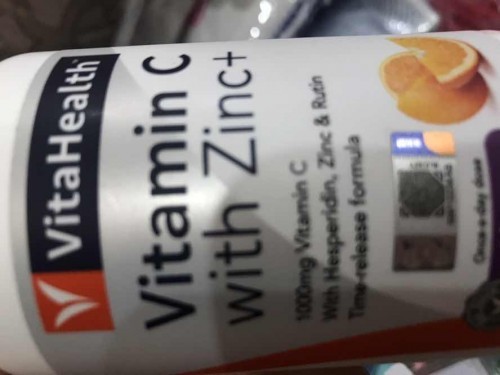 VitaHealth
Vitamin C
with Zinc+
1000mg Vitamin C
With Hesperidin, Zinc & Rutin
Time-release formula
Once-a-day dose